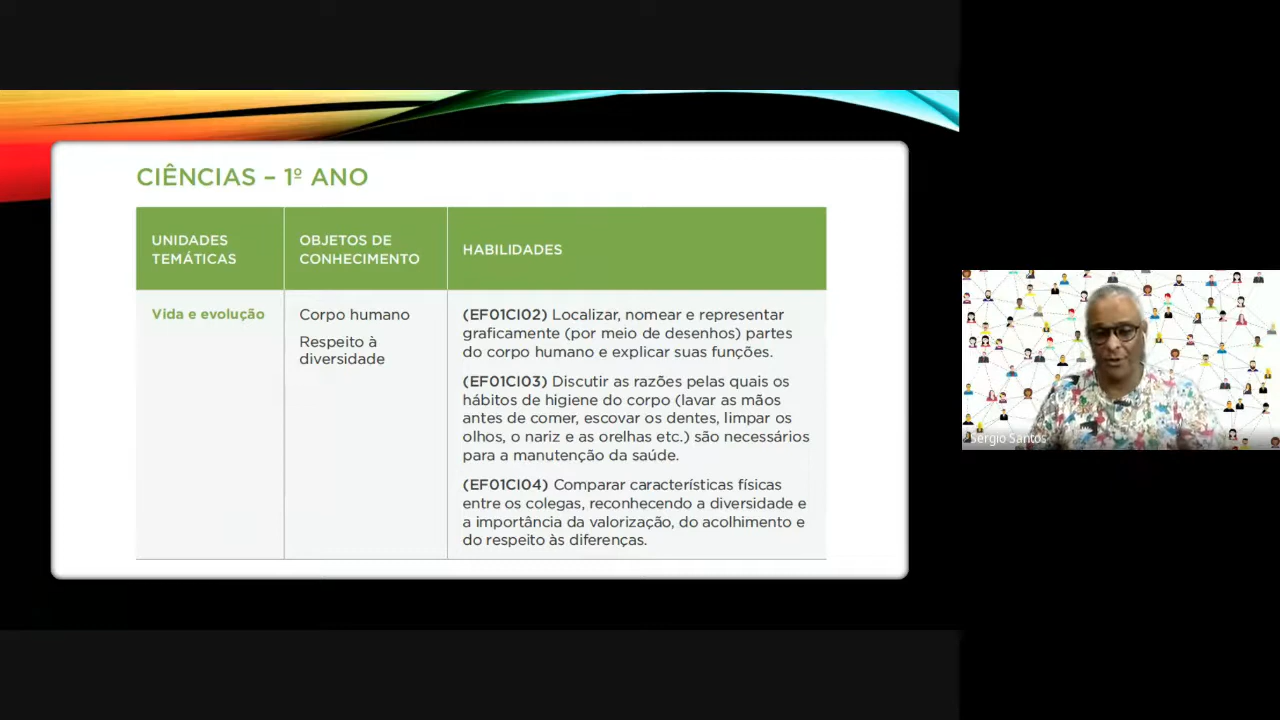 CIÊNCIAS – 1º ANO
UNIDADES
TEMÁTICAS
OBJETOS DE
CONHECIMENTO
HABILIDADES
Vida e evolução
Corpo humano
Respeito à
diversidade
(EF01CI02) Localizar, nomear e representar
graficamente (por meio de desenhos) partes
do corpo humano e explicar suas funções.
(EF01CI03) Discutir as razões pelas quais os
hábitos de higiene do corpo (lavar as mãos
antes de comer, escovar os dentes, limpar os
olhos, o nariz e as orelhas etc.) são necessários
para a manutenção da saúde.
(EF01CI04) Comparar características físicas
entre os colegas, reconhecendo a diversidade e
a importância da valorização, do acolhimento e
do respeito às diferenças.
Sergio Santos